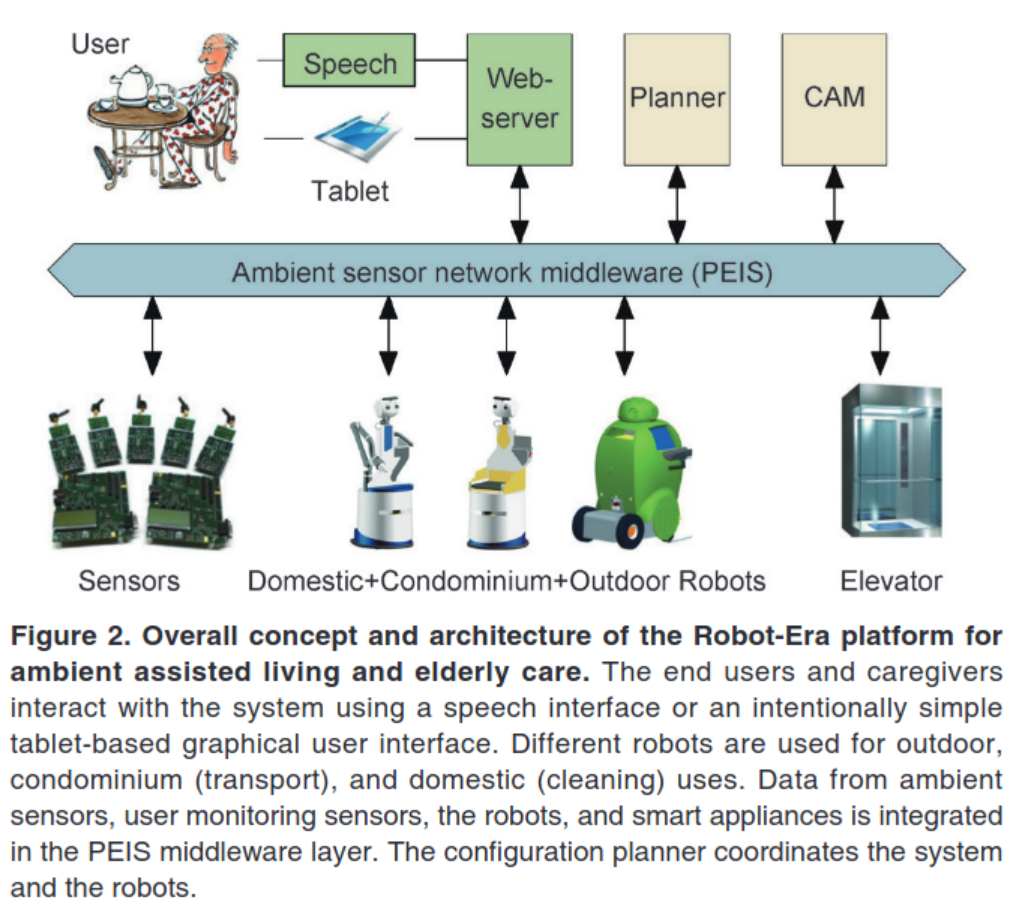 User
Speech
Web-
server
Planner
CAM
Tablet
Ambient sensor network middleware (PEIS)
Sensors
Domestic+Condominium+Outdoor Robots
Elevator
Figure 2. Overall concept and architecture of the Robot-Era platform for
ambient assisted living and elderly care. The end users and caregivers
interact with the system using a speech interface or an intentionally simple
tablet-based graphical user interface. Different robots are used for outdoor,
condominium (transport), and domestic (cleaning) uses. Data from ambient
sensors, user monitoring sensors, the robots, and smart appliances is integrated
in the PEIS middleware layer. The configuration planner coordinates the system
and the robots.